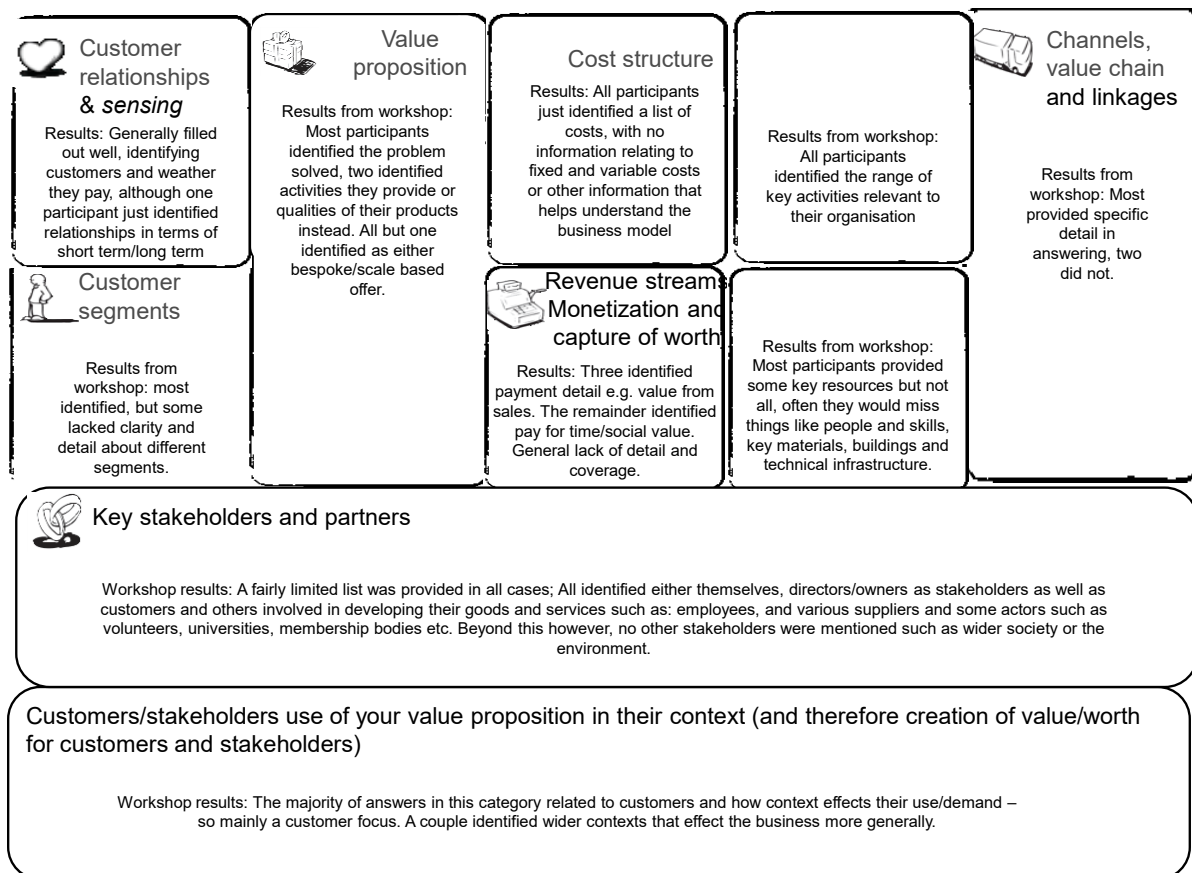 Customer
relationships
& sensing
Results: Generally filled
out well, identifying
customers and weather
they pay, although one
participant just identified
relationships in terms of
short term/long term
Customer
segments
Results from
workshop: most
identified, but some
lacked clarity and
detail about different
segments.
Value
proposition
Results from workshop:
Most participants
identified the problem
solved, two identified
activities they provide or
qualities of their products
instead. All but one
identified as either
bespoke/scale based
offer.
Cost structure
Results: All participants
just identified a list of
costs, with no
information relating to
fixed and variable costs
or other information that
helps understand the
business model
Revenue streams
Monetization and
capture of worth
Results: Three identified
payment detail e.g. value from
sales. The remainder identified
pay for time/social value.
General lack of detail and
coverage.
Results from workshop:
All participants
identified the range of
key activities relevant to
their organisation
Results from workshop:
Most participants provided
some key resources but not
all, often they would miss
things like people and skills,
key materials, buildings and
technical infrastructure.
Channels,
value chain
and linkages
Results from
workshop: Most
provided specific
detail in
answering, two
did not.
Key stakeholders and partners
Workshop results: A fairly limited list was provided in all cases; All identified either themselves, directors/owners as stakeholders as well as
customers and others involved in developing their goods and services such as: employees, and various suppliers and some actors such as
volunteers, universities, membership bodies etc. Beyond this however, no other stakeholders were mentioned such as wider society or the
environment.
Customers/stakeholders use of your value proposition in their context (and therefore creation of value/worth
for customers and stakeholders)
Workshop results: The majority of answers in this category related to customers and how context effects their use/demand –
so mainly a customer focus. A couple identified wider contexts that effect the business more generally.